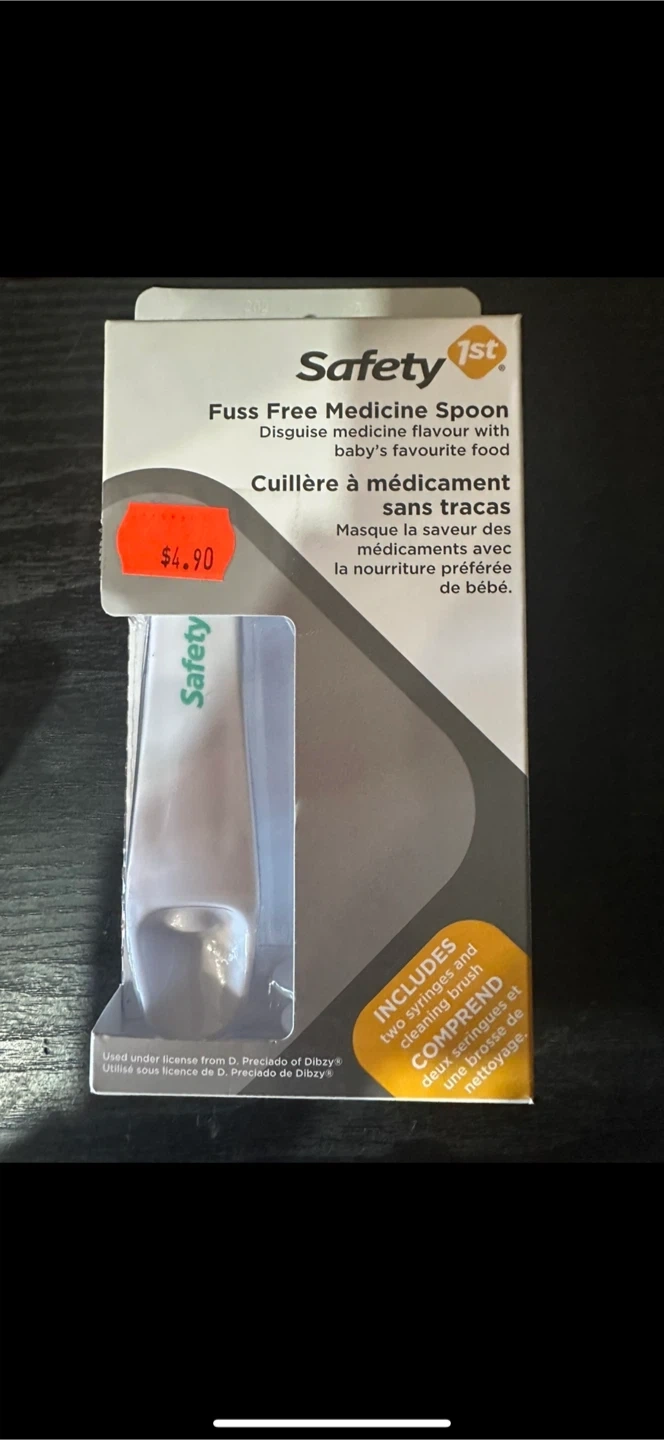 Safety 1st®
Fuss Free Medicine Spoon
Disguise medicine flavour with
baby's favourite food
Cuillère à médicament
sans tracas
Masque la saveur des
médicaments avec
la nourriture préférée
de bébé.
$4.90
Safety
INCLUDES
two syringes and
cleaning brush
COMPREND
deux seringues et
une brosse de
nettoyage.
Used under license from D. Preciado of Dibzy®
Utilisé sous licence de D. Preciado de Dibzy®